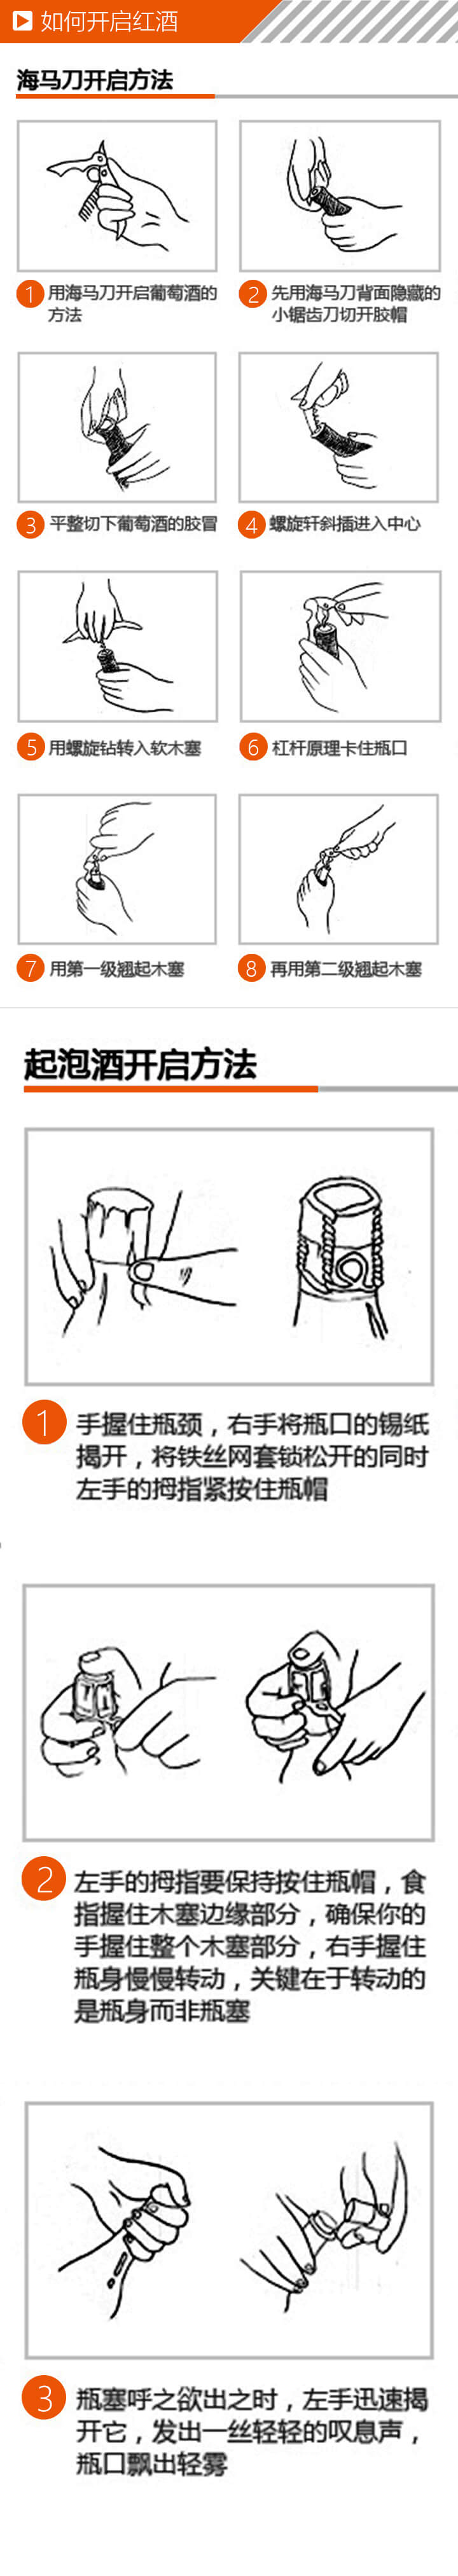 如何开启红酒
海马刀开启方法
1 用海马刀开启葡萄酒的
方法
2 先用海马刀背面隐藏的
小锯齿刀切开胶帽
3 平整切下葡萄酒的胶冒
4 螺旋轩斜插进入中心
5 用螺旋钻转入软木塞
6 杠杆原理卡住瓶口
7 用第一级翘起木塞
8 再用第二级翘起木塞
起泡酒开启方法
1 手握住瓶颈，右手将瓶口的锡纸
揭开，将铁丝网套锁松开的同时
左手的拇指紧按住瓶帽
2 左手的拇指要保持按住瓶帽，食
指握住木塞边缘部分，确保你的
手握住整个木塞部分，右手握住
瓶身慢慢转动，关键在于转动的
是瓶身而非瓶塞
3 瓶塞呼之欲出之时，左手迅速揭
开它，发出一丝轻轻的叹息声，
瓶口飘出轻雾